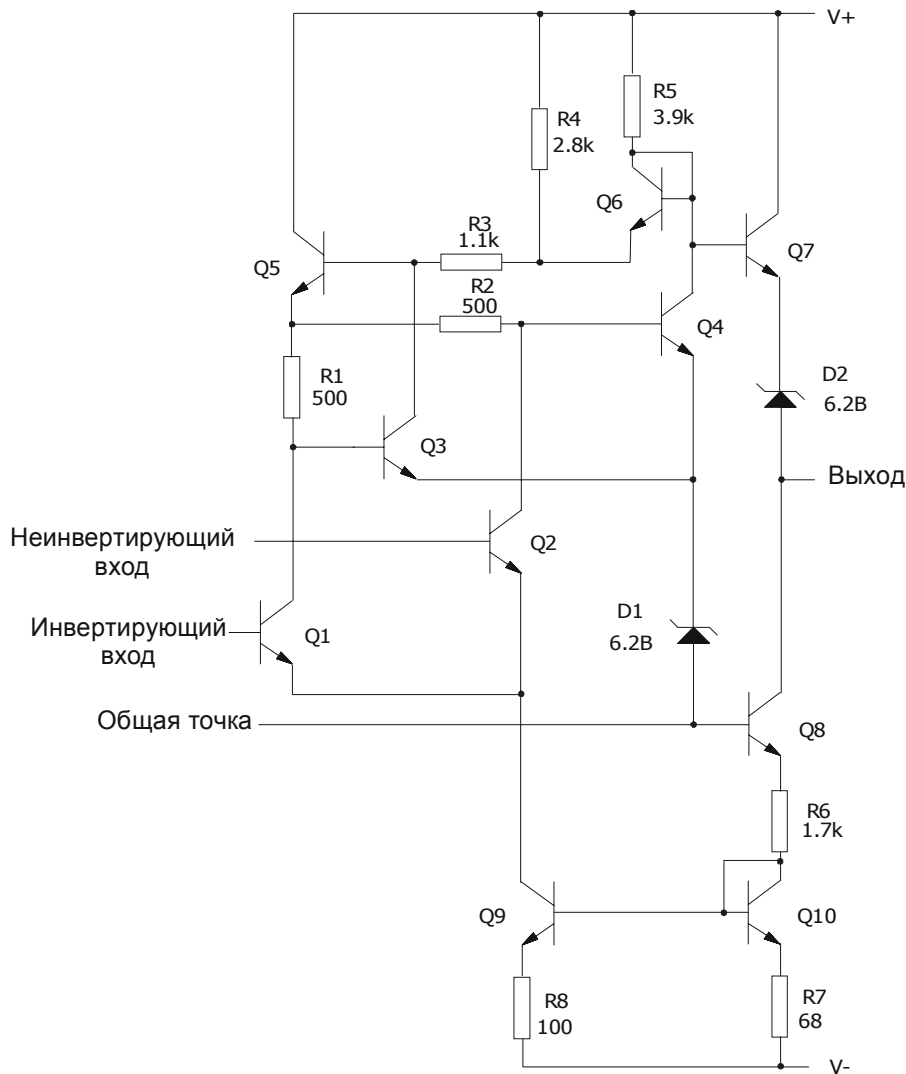 V+
R5
3.9k
R4
2.8k
Q6
R3
1.1k
Q5
Q7
R2
500
Q4
R1
500
D2
6.2В
Q3
Выход
Неинвертирующий
вход
Q2
D1
6.2В
Инвертирующий
вход
Q1
Общая точка
Q8
R6
1.7k
Q9
Q10
R8
100
R7
68
V-